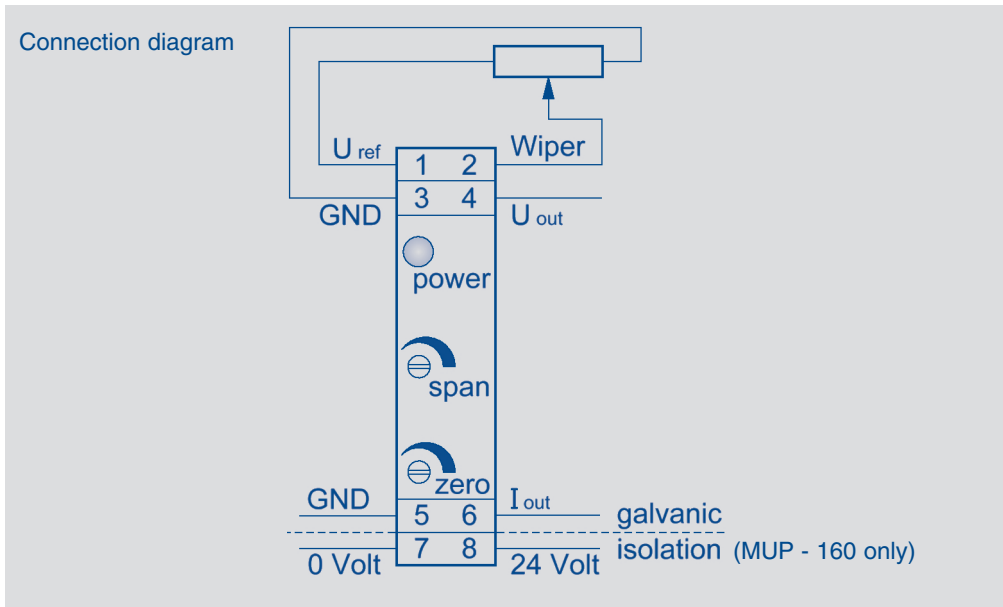 Connection diagram
U ref
1 2
Wiper
GND
3 4
U out
power
span
zero
GND
5 6
I out
galvanic
0 Volt
7 8
24 Volt
isolation (MUP - 160 only)